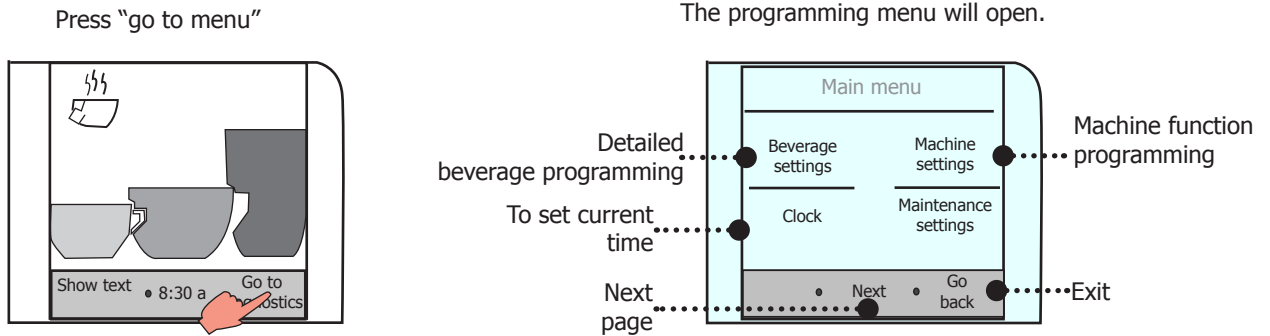 Press “go to menu”
Show text
8:30 a
Go to
The programming menu will open.
Main menu
Detailed
beverage programming
Beverage
settings
Machine
settings
Machine function
programming
To set current
time
Clock
Maintenance
settings
Next
page
Next
Go
back
Exit